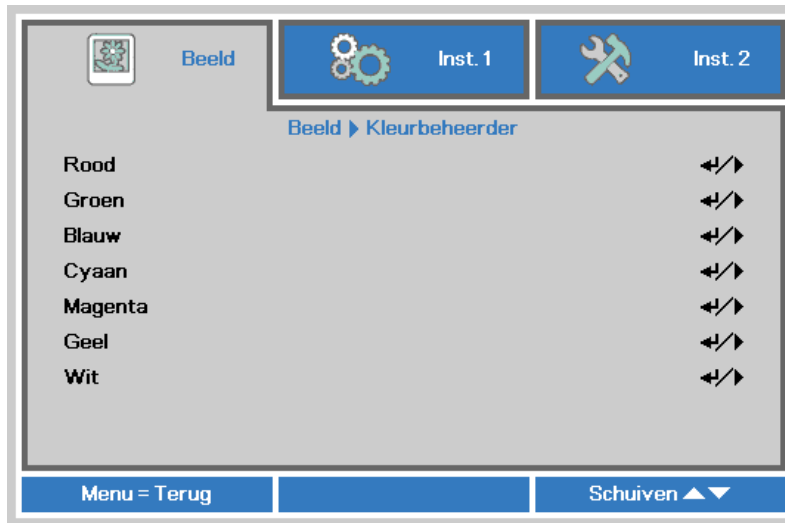 Beeld Inst. 1 Inst. 2
Beeld ▶ Kleurbeheerder
Rood ↵/▶
Groen ↵/▶
Blauw ↵/▶
Cyaan ↵/▶
Magenta ↵/▶
Geel ↵/▶
Wit ↵/▶
Menu = Terug Schuiven ▲▼